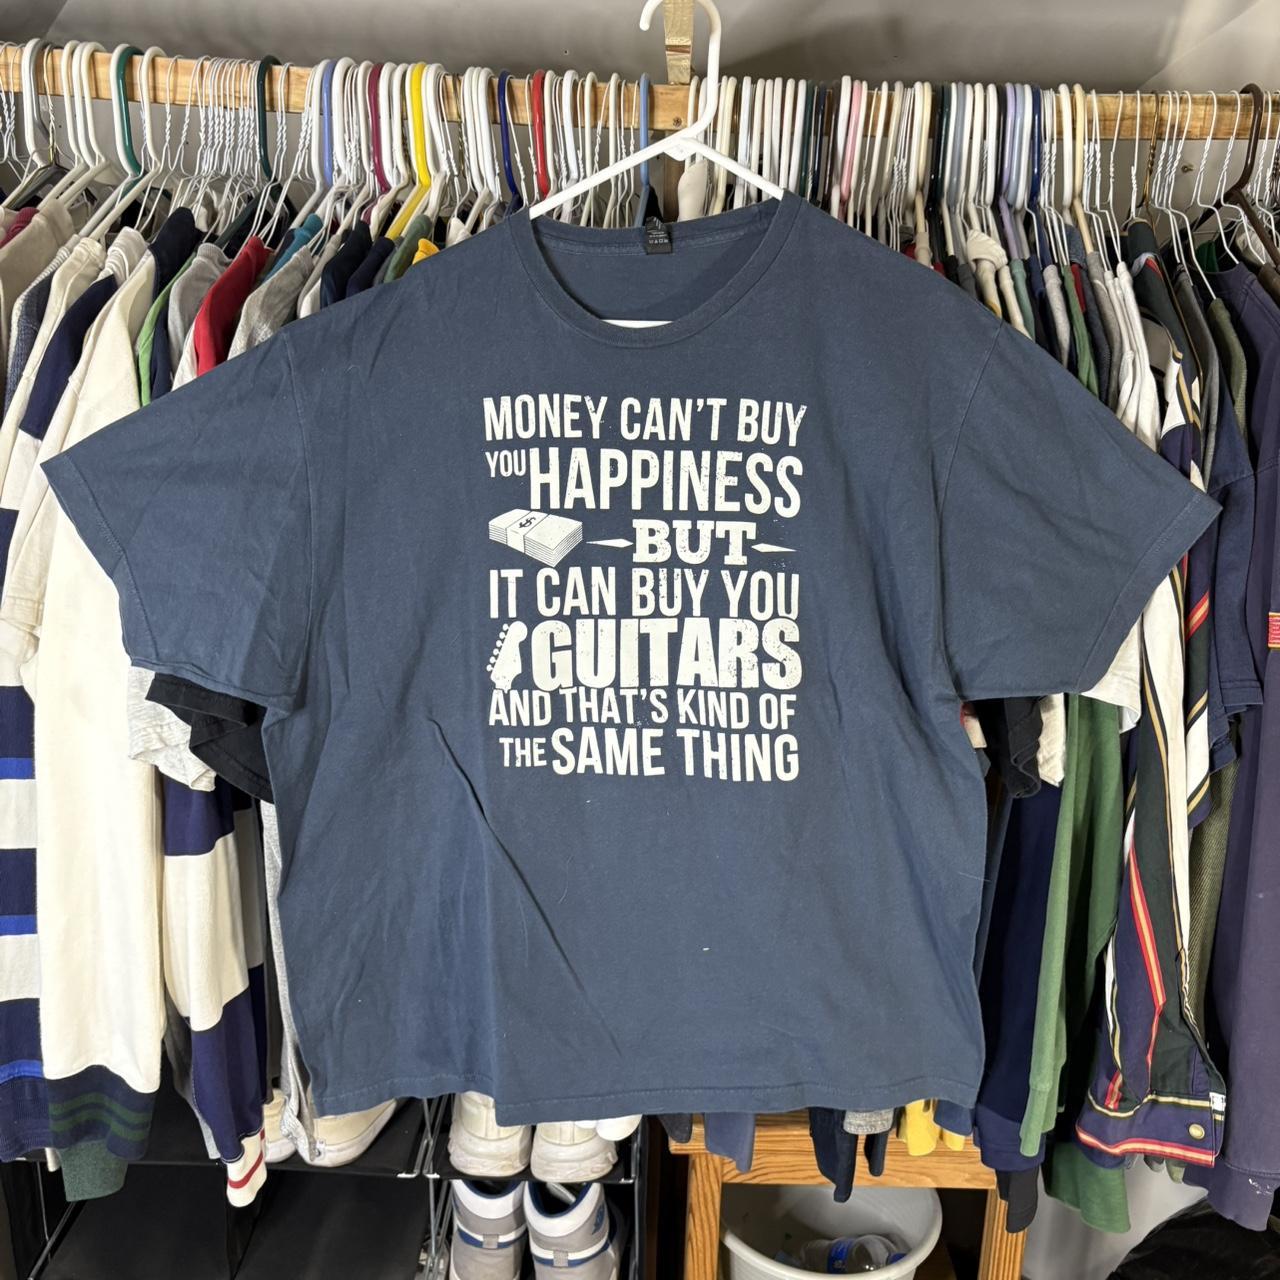 MONEY CAN'T BUY
YOU HAPPINESS
$
BUT
IT CAN BUY YOU
GUITARS
AND THAT'S KIND OF
THE SAME THING